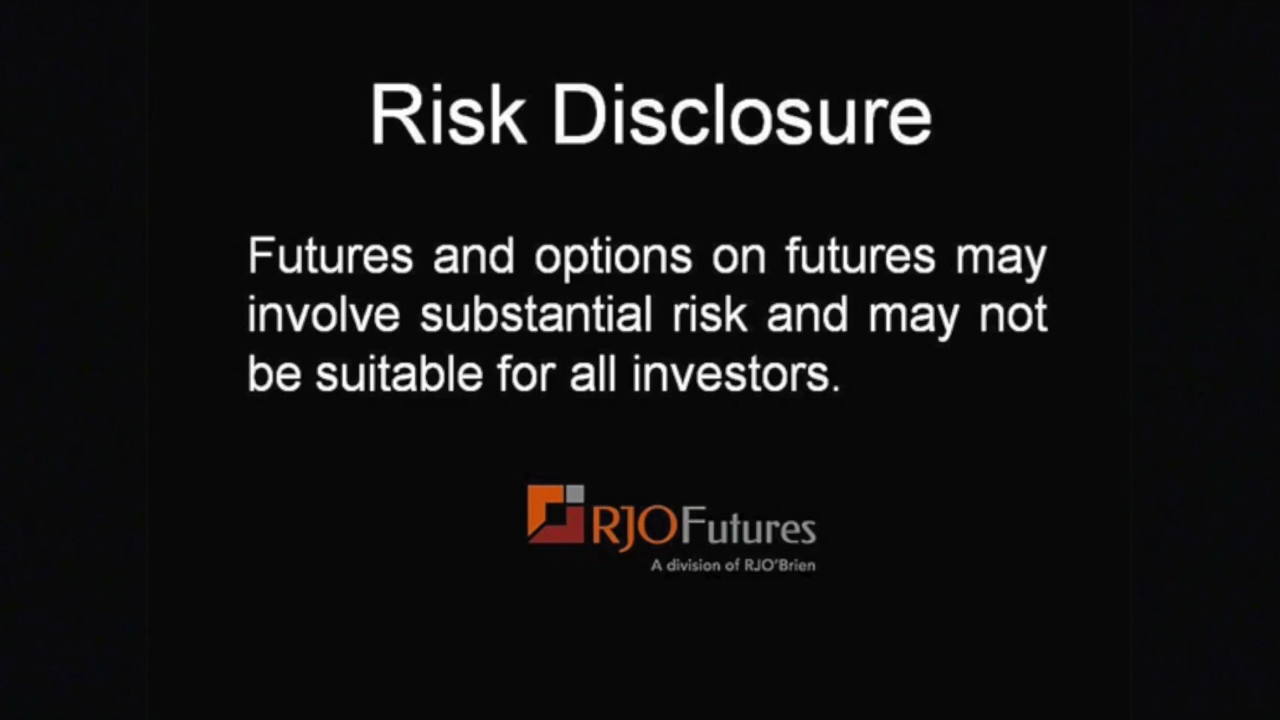 Risk Disclosure
Futures and options on futures may
involve substantial risk and may not
be suitable for all investors.
RJOFutures
A division of RJO'Brien